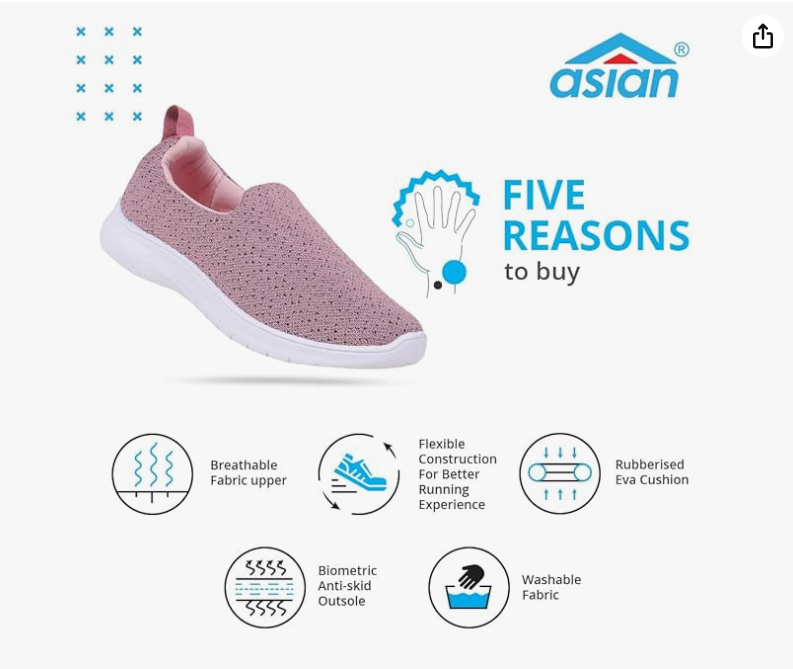 asian®
FIVE
REASONS
to buy
Breathable
Fabric upper
Flexible
Construction
For Better
Running
Experience
Rubberised
Eva Cushion
Biometric
Anti-skid
Outsole
Washable
Fabric